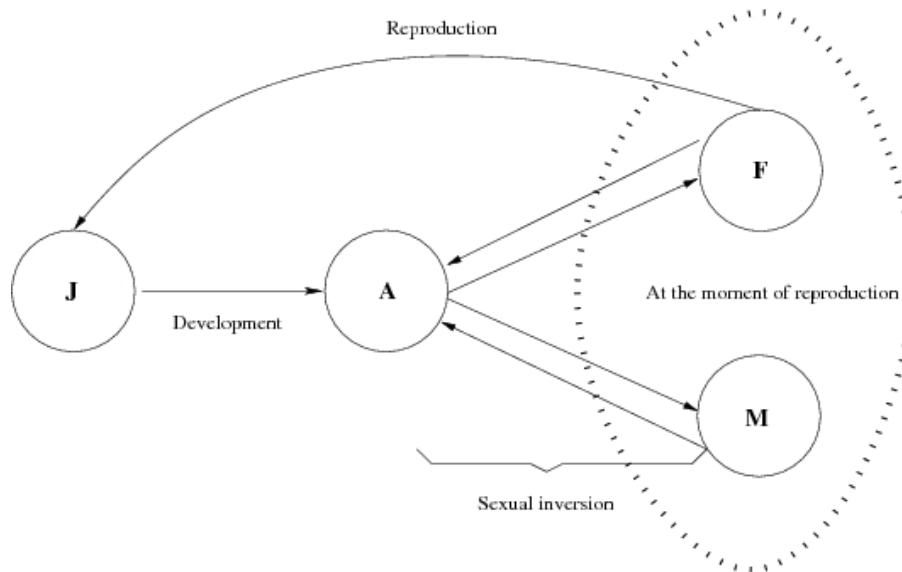 Reproduction
F
J
A
At the moment of reproduction
Development
M
Sexual inversion